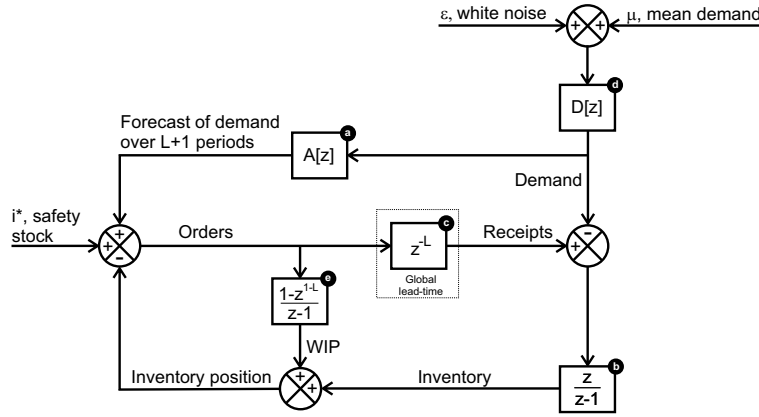 ε, white noise
μ, mean demand
+ +
d
D[z]
Forecast of demand
over L+1 periods
a
A[z]
Demand
i*, safety
stock
+
+
-
Orders
c
z^-L
Global
lead-time
Receipts
-
+
e
1-z^1-L
z-1
WIP
Inventory position
+
+
Inventory
b
z
z-1